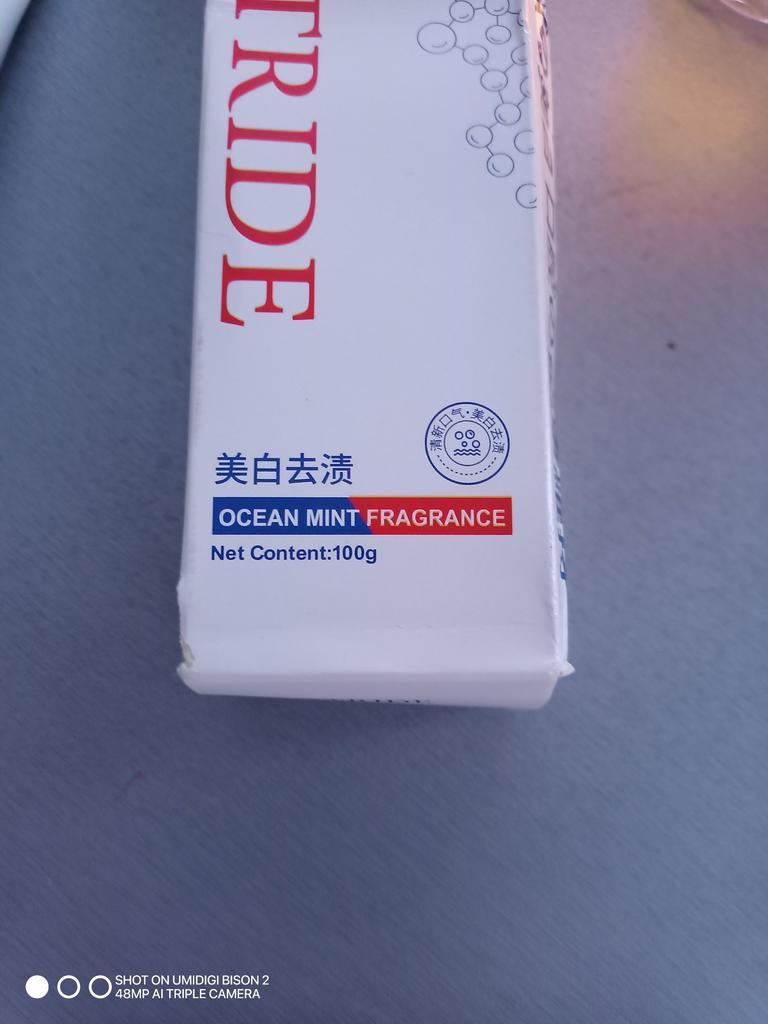 TRIDE
清新口气·美白去渍
美白去渍
OCEAN MINT FRAGRANCE
Net Content:100g
SHOT ON UMIDIGI BISON 2
48MP AI TRIPLE CAMERA